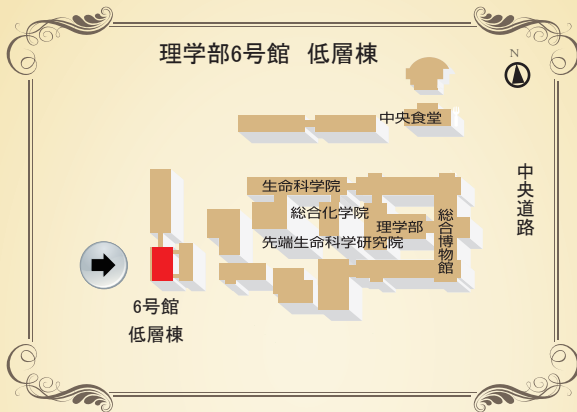 理学部6号館 低層棟
N
中央食堂
中央道路
生命科学院
総合化学院
理学部
総合博物館
先端生命科学研究院
6号館
低層棟